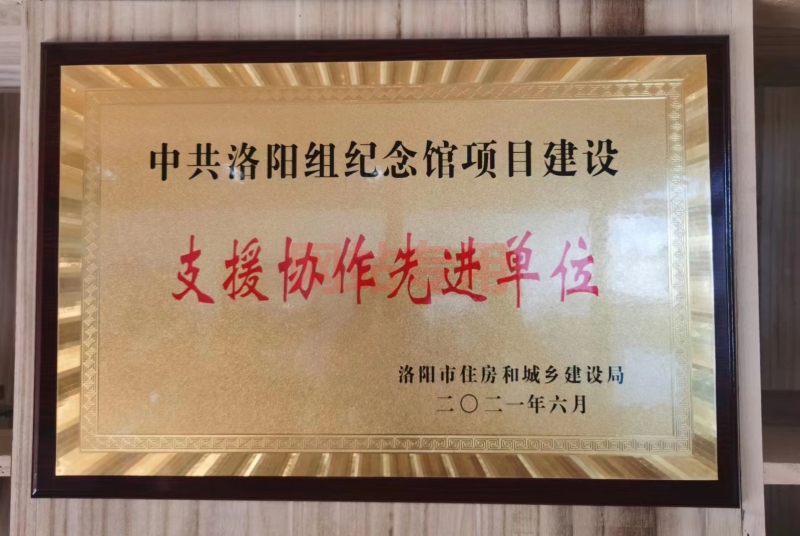 中共洛阳组纪念馆项目建设
支援协作先进单位
洛阳市住房和城乡建设局
二〇二一年六月